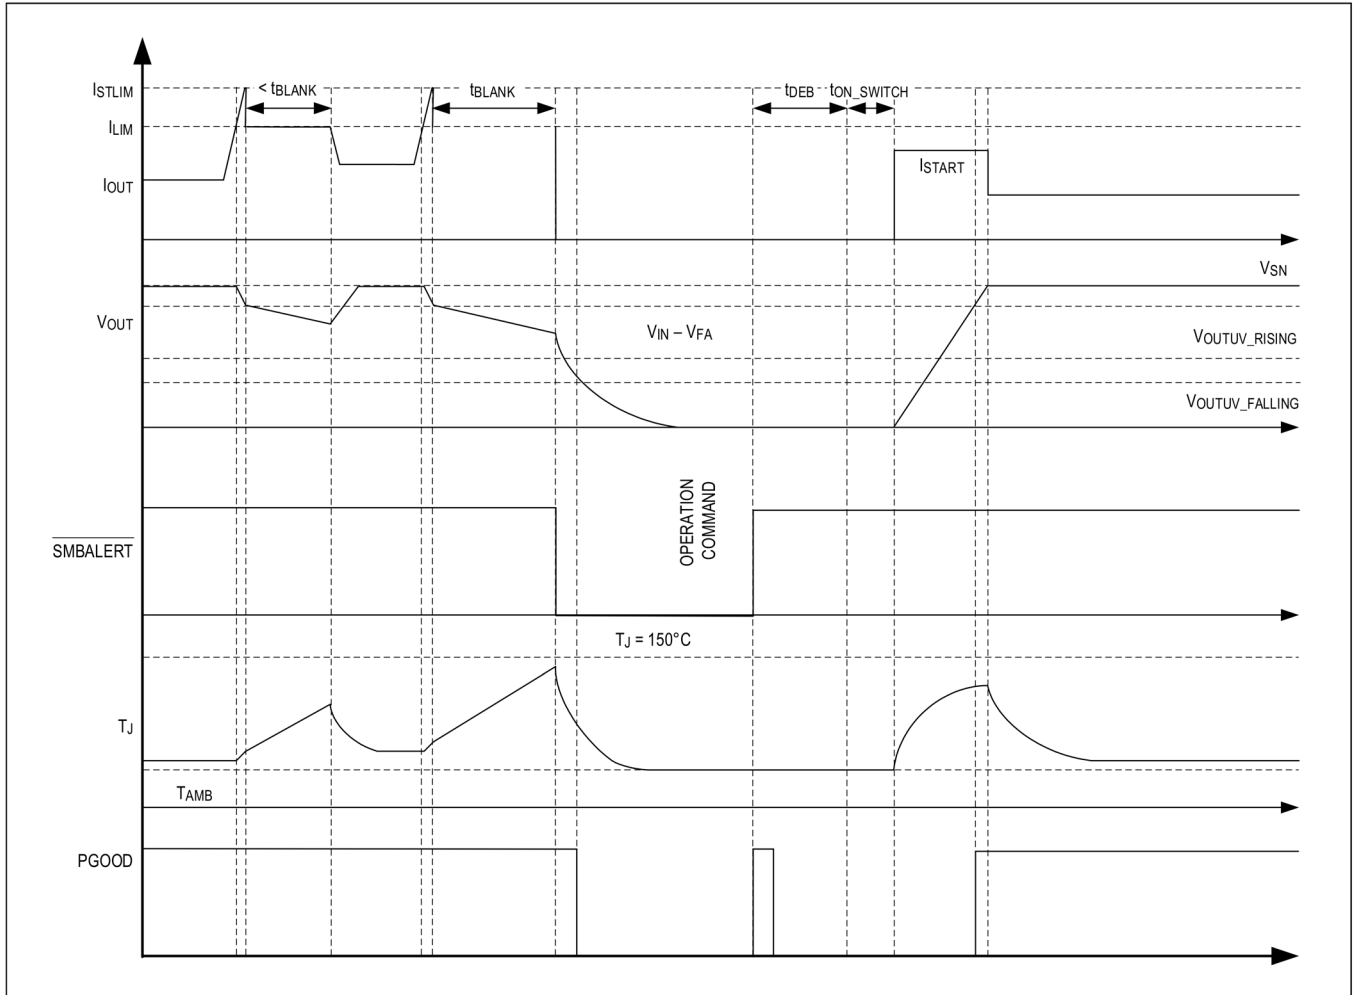 ISTLIM
< tBLANK
tBLANK
tDEB
tON_SWITCH
ILIM
ISTART
IOUT
VSN
VOUT
VIN – VFA
VOUTUV_RISING
VOUTUV_FALLING
OPERATION
COMMAND
SMBALERT
TJ = 150°C
TJ
TAMB
PGOOD